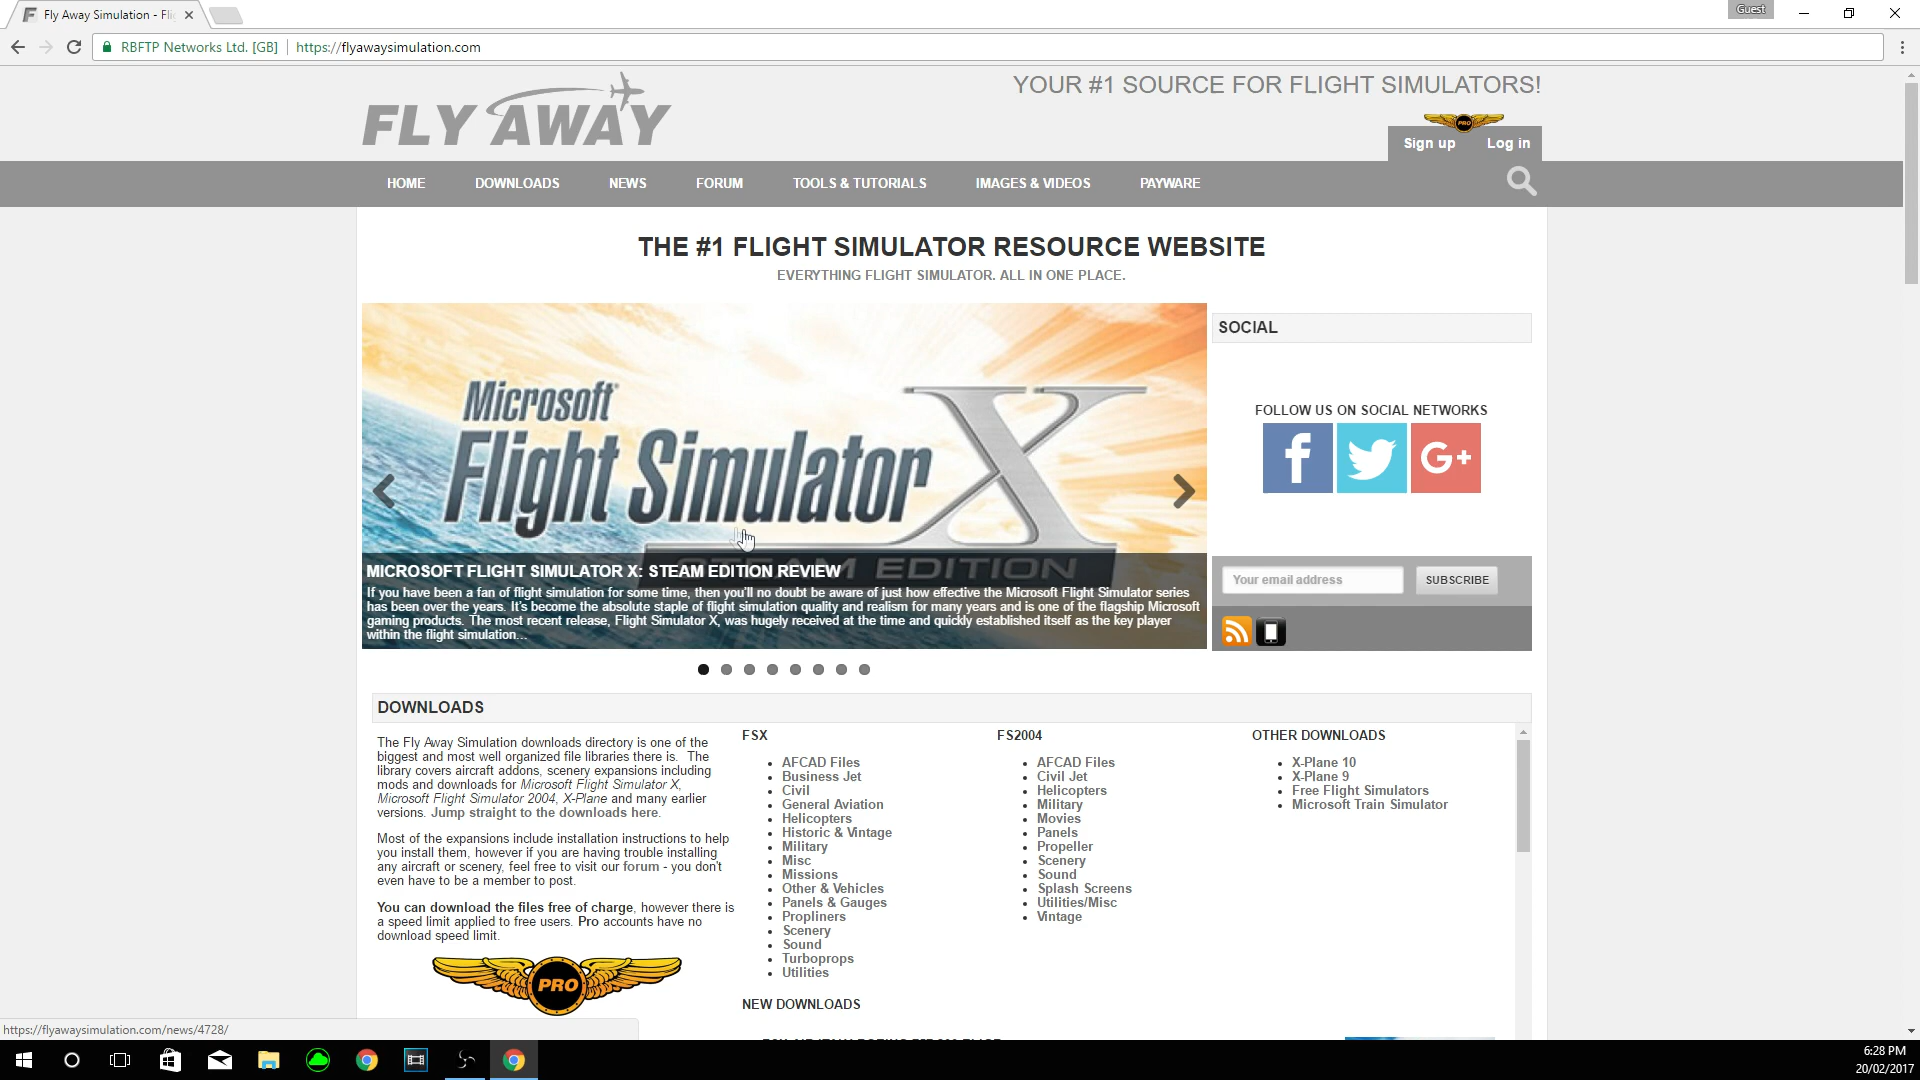 Fly Away Simulation - Fli
Guest
RBFTP Networks Ltd. [GB]
https://flyawaysimulation.com
FLY AWAY
YOUR #1 SOURCE FOR FLIGHT SIMULATORS!
PRO
Sign up
Log in
HOME
DOWNLOADS
NEWS
FORUM
TOOLS & TUTORIALS
IMAGES & VIDEOS
PAYWARE
THE #1 FLIGHT SIMULATOR RESOURCE WEBSITE
EVERYTHING FLIGHT SIMULATOR. ALL IN ONE PLACE.
Microsoft
Flight Simulator X
STEAM EDITION
MICROSOFT FLIGHT SIMULATOR X: STEAM EDITION REVIEW
If you have been a fan of flight simulation for some time, then you'll no doubt be aware of just how effective the Microsoft Flight Simulator series
has been over the years. It's become the absolute staple of flight simulation quality and realism for many years and is one of the flagship Microsoft
gaming products. The most recent release, Flight Simulator X, was hugely received at the time and quickly established itself as the key player
within the flight simulation...
SOCIAL
FOLLOW US ON SOCIAL NETWORKS
f
G+
Your email address
SUBSCRIBE
DOWNLOADS
The Fly Away Simulation downloads directory is one of the
biggest and most well organized file libraries there is. The
library covers aircraft addons, scenery expansions including
mods and downloads for Microsoft Flight Simulator X,
Microsoft Flight Simulator 2004, X-Plane and many earlier
versions. Jump straight to the downloads here.
Most of the expansions include installation instructions to help
you install them, however if you are having trouble installing
any aircraft or scenery, feel free to visit our forum - you don't
even have to be a member to post.
You can download the files free of charge, however there is
a speed limit applied to free users. Pro accounts have no
download speed limit.
PRO
FSX
AFCAD Files
Business Jet
Civil
General Aviation
Helicopters
Historic & Vintage
Military
Misc
Missions
Other & Vehicles
Panels & Gauges
Propliners
Scenery
Sound
Turboprops
Utilities
FS2004
AFCAD Files
Civil Jet
Helicopters
Military
Movies
Panels
Propeller
Scenery
Sound
Splash Screens
Utilities/Misc
Vintage
OTHER DOWNLOADS
X-Plane 10
X-Plane 9
Free Flight Simulators
Microsoft Train Simulator
NEW DOWNLOADS
https://flyawaysimulation.com/news/4728/
6:28 PM
20/02/2017